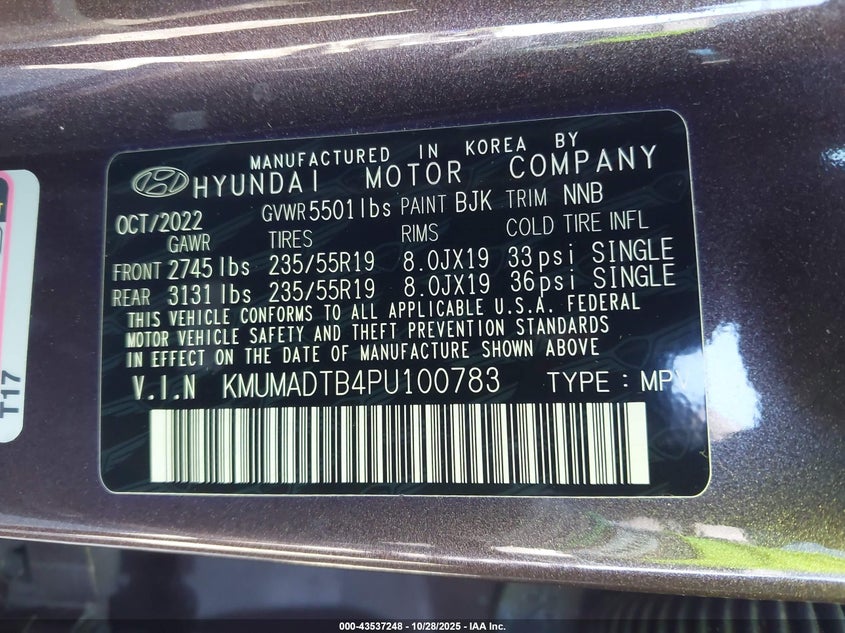 MANUFACTURED IN KOREA BY
HYUNDAI MOTOR COMPANY
OCT/2022 GVWR 5501lbs PAINT BJK TRIM NNB
GAWR TIRES RIMS COLD TIRE INFL
FRONT 2745 lbs 235/55R19 8.0JX19 33psi SINGLE
REAR 3131 lbs 235/55R19 8.0JX19 36psi SINGLE
THIS VEHICLE CONFORMS TO ALL APPLICABLE U.S.A. FEDERAL
MOTOR VEHICLE SAFETY AND THEFT PREVENTION STANDARDS
IN EFFECT ON THE DATE OF MANUFACTURE SHOWN ABOVE
V.I.N KMUMADTB4PU100783 TYPE : MPV
T17
000-43537248 - 10/28/2025 - IAA Inc.